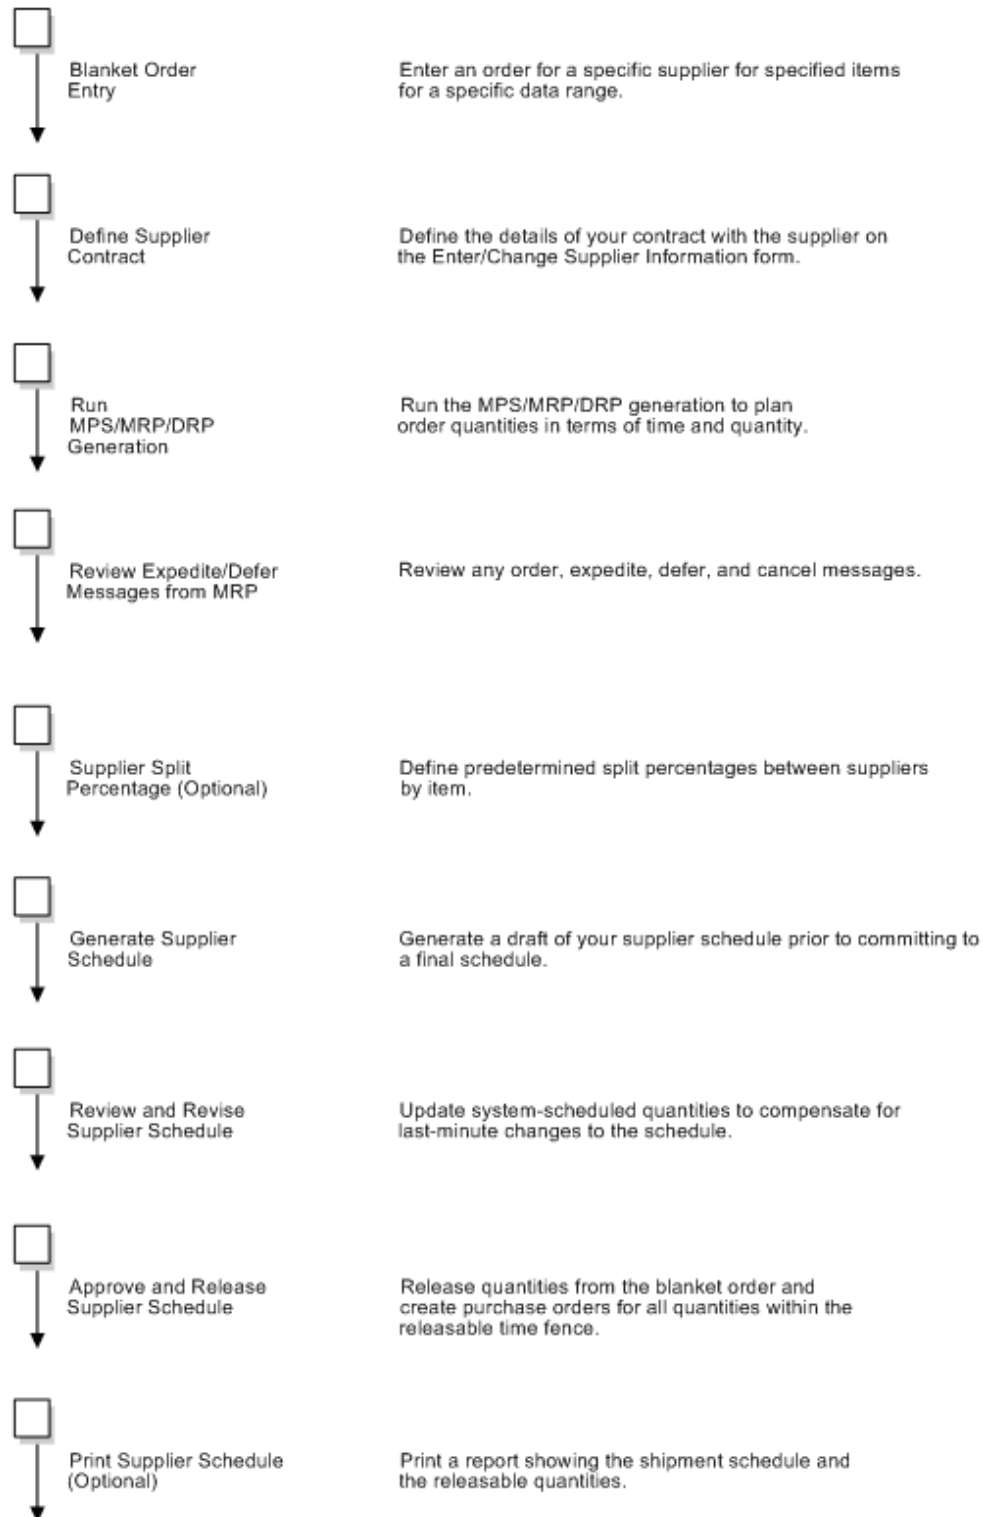 Blanket Order
Entry
Enter an order for a specific supplier for specified items
for a specific data range.
Define Supplier
Contract
Define the details of your contract with the supplier on
the Enter/Change Supplier Information form.
Run
MPS/MRP/DRP
Generation
Run the MPS/MRP/DRP generation to plan
order quantities in terms of time and quantity.
Review Expedite/Defer
Messages from MRP
Review any order, expedite, defer, and cancel messages.
Supplier Split
Percentage (Optional)
Define predetermined split percentages between suppliers
by item.
Generate Supplier
Schedule
Generate a draft of your supplier schedule prior to committing to
a final schedule.
Review and Revise
Supplier Schedule
Update system-scheduled quantities to compensate for
last-minute changes to the schedule.
Approve and Release
Supplier Schedule
Release quantities from the blanket order and
create purchase orders for all quantities within the
releasable time fence.
Print Supplier Schedule
(Optional)
Print a report showing the shipment schedule and
the releasable quantities.